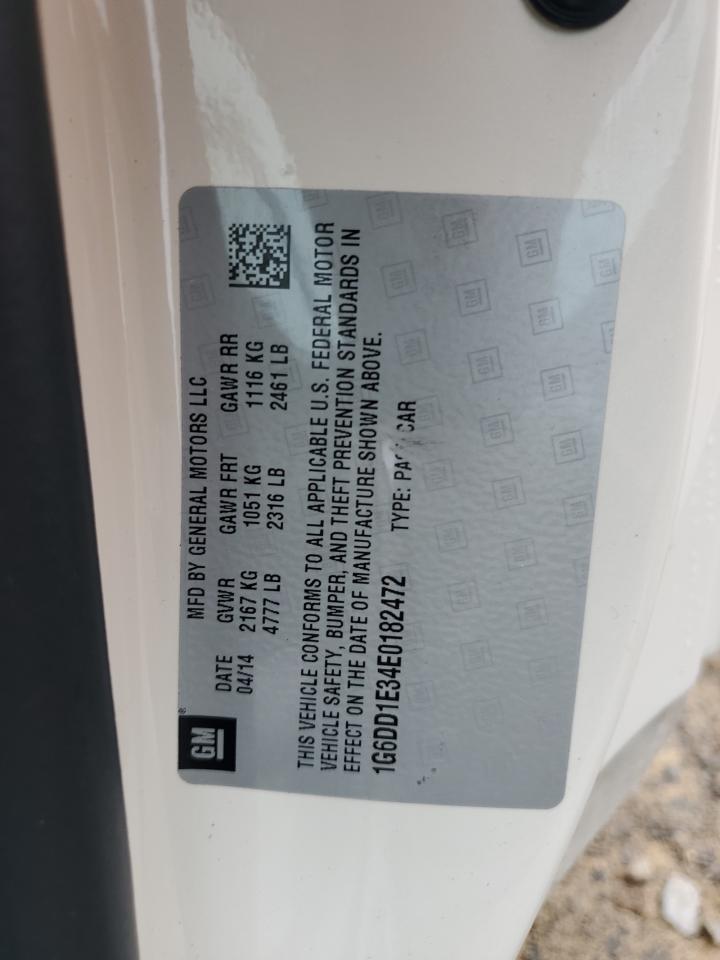 GM
MFD BY GENERAL MOTORS LLC
DATE GVWR GAWR FRT GAWR RR
04/14 2167 KG 1051 KG 1116 KG
4777 LB 2316 LB 2461 LB
THIS VEHICLE CONFORMS TO ALL APPLICABLE U.S. FEDERAL MOTOR
VEHICLE SAFETY, BUMPER, AND THEFT PREVENTION STANDARDS IN
EFFECT ON THE DATE OF MANUFACTURE SHOWN ABOVE.
1G6DD1E34E0182472 TYPE: CAR